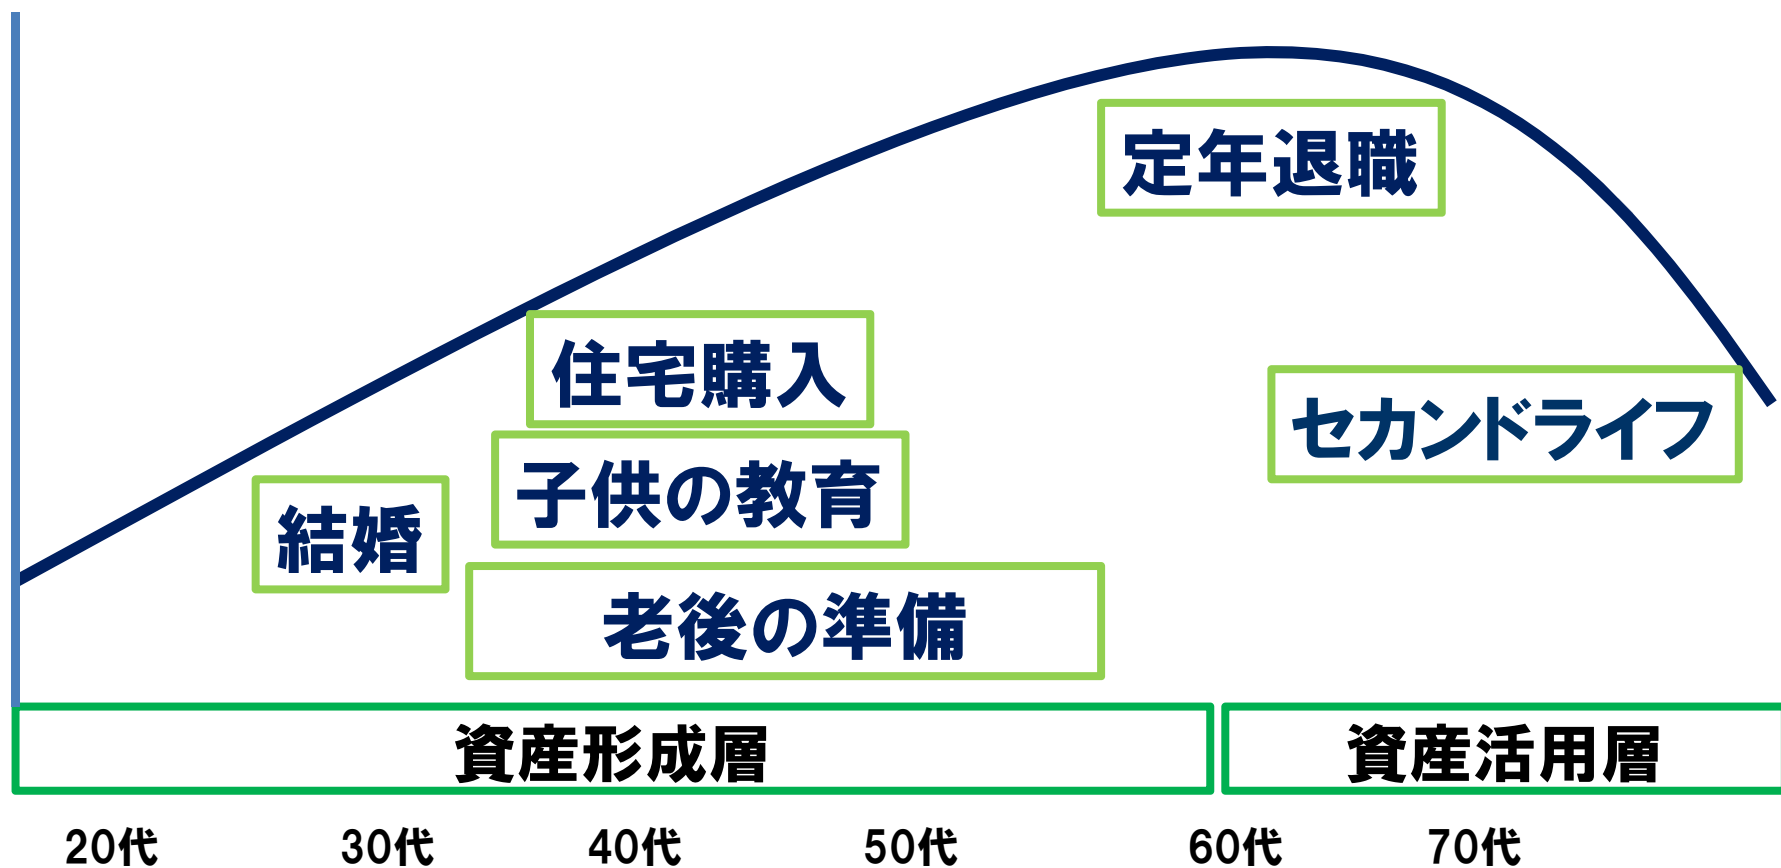 定年退職
住宅購入
セカンドライフ
子供の教育
結婚
老後の準備
資産形成層 資産活用層
20代 30代 40代 50代 60代 70代